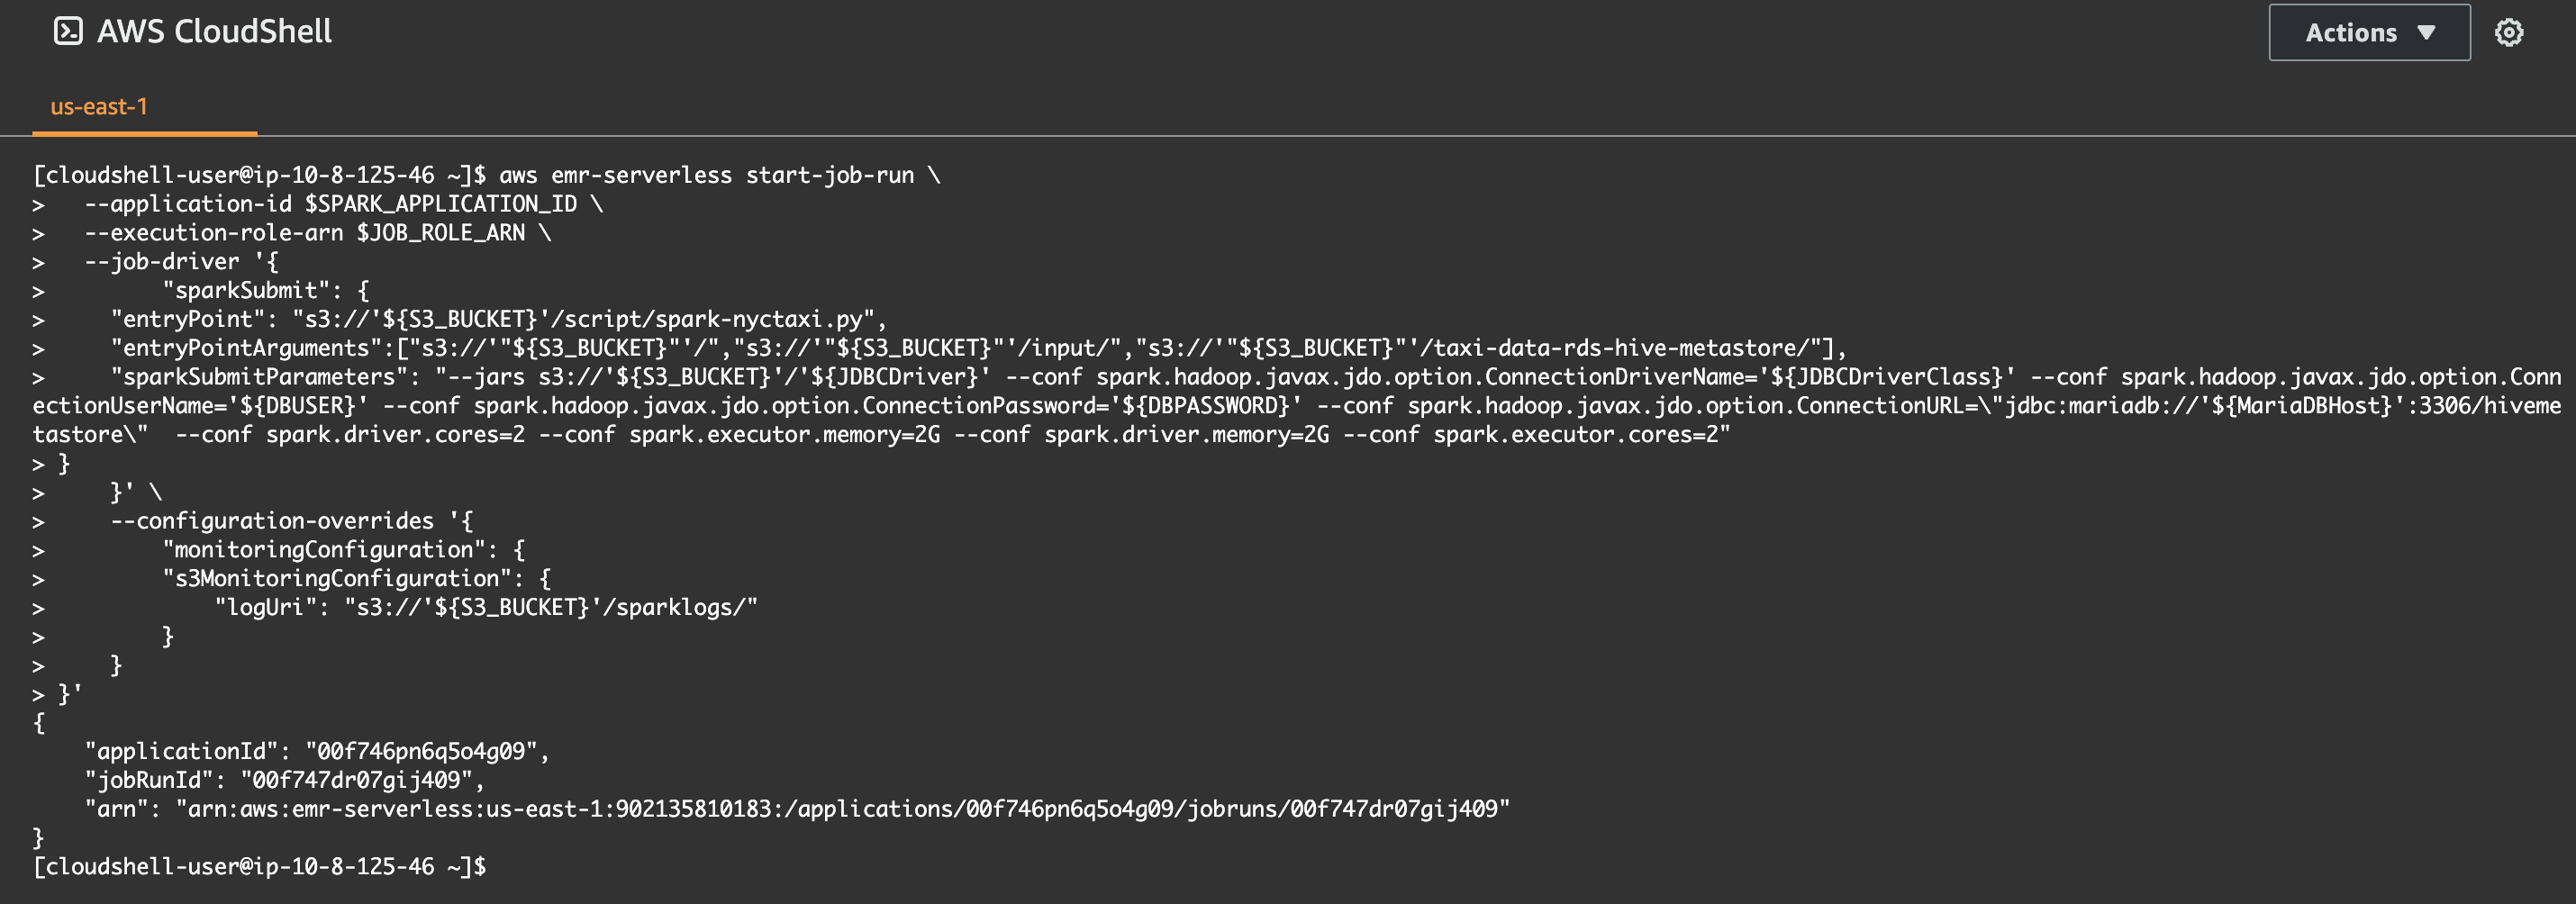 AWS CloudShell
Actions ▼
us-east-1
[cloudshell-user@ip-10-8-125-46 ~]$ aws emr-serverless start-job-run \
>   --application-id $SPARK_APPLICATION_ID \
>   --execution-role-arn $JOB_ROLE_ARN \
>   --job-driver '{
>         "sparkSubmit": {
>     "entryPoint": "s3://'${S3_BUCKET}'/script/spark-nyctaxi.py",
>     "entryPointArguments":["s3://'"${S3_BUCKET}"'/","s3://'"${S3_BUCKET}"'/input/","s3://'"${S3_BUCKET}"'/taxi-data-rds-hive-metastore/"],
>     "sparkSubmitParameters": "--jars s3://'${S3_BUCKET}'/'${JDBCDriver}' --conf spark.hadoop.javax.jdo.option.ConnectionDriverName='${JDBCDriverClass}' --conf spark.hadoop.javax.jdo.option.Conn
ectionUserName='${DBUSER}' --conf spark.hadoop.javax.jdo.option.ConnectionPassword='${DBPASSWORD}' --conf spark.hadoop.javax.jdo.option.ConnectionURL=\"jdbc:mariadb://'${MariaDBHost}':3306/hiveme
tastore\"  --conf spark.driver.cores=2 --conf spark.executor.memory=2G --conf spark.driver.memory=2G --conf spark.executor.cores=2"
> }
>     }' \
>     --configuration-overrides '{
>         "monitoringConfiguration": {
>         "s3MonitoringConfiguration": {
>             "logUri": "s3://'${S3_BUCKET}'/sparklogs/"
>         }
>     }
> }'
{
    "applicationId": "00f746pn6q5o4g09",
    "jobRunId": "00f747dr07gij409",
    "arn": "arn:aws:emr-serverless:us-east-1:902135810183:/applications/00f746pn6q5o4g09/jobruns/00f747dr07gij409"
}
[cloudshell-user@ip-10-8-125-46 ~]$